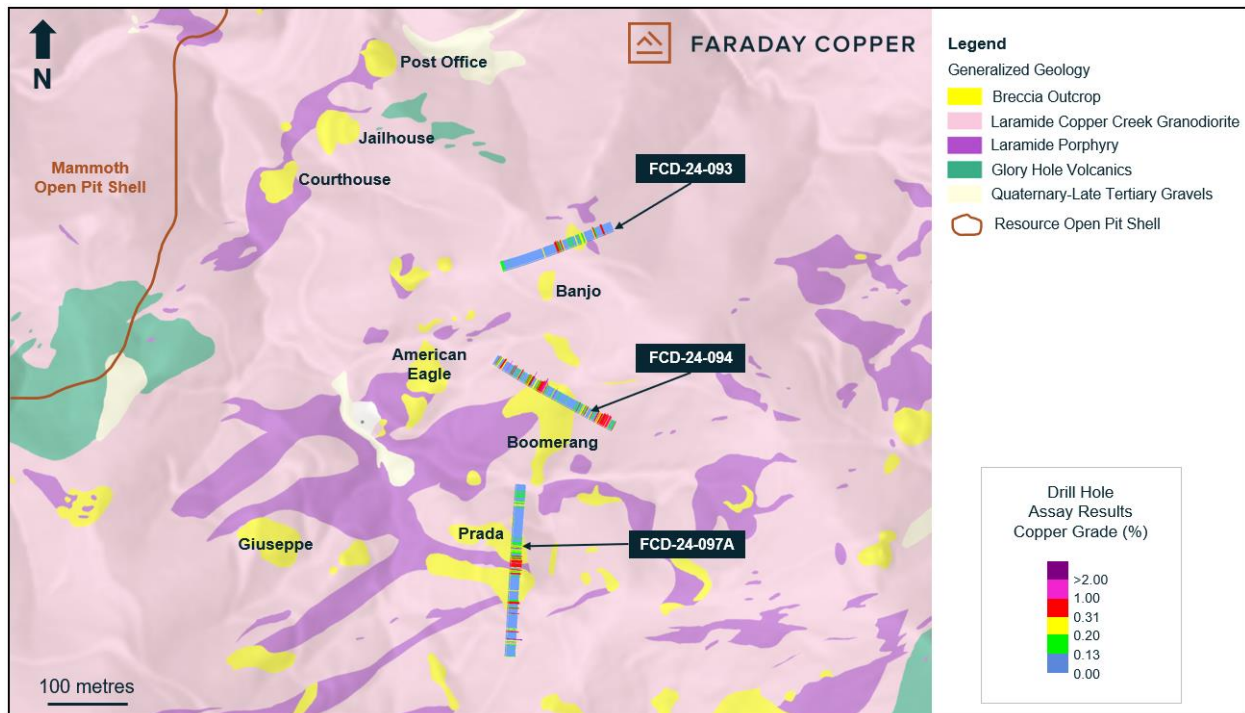 N
FARADAY COPPER
Post Office
Jailhouse
Mammoth
Open Pit Shell
Courthouse
FCD-24-093
Banjo
American
Eagle
FCD-24-094
Boomerang
Prada
Giuseppe
FCD-24-097A
100 metres
Legend
Generalized Geology
Breccia Outcrop
Laramide Copper Creek Granodiorite
Laramide Porphyry
Glory Hole Volcanics
Quaternary-Late Tertiary Gravels
Resource Open Pit Shell
Drill Hole
Assay Results
Copper Grade (%)
>2.00
1.00
0.31
0.20
0.13
0.00